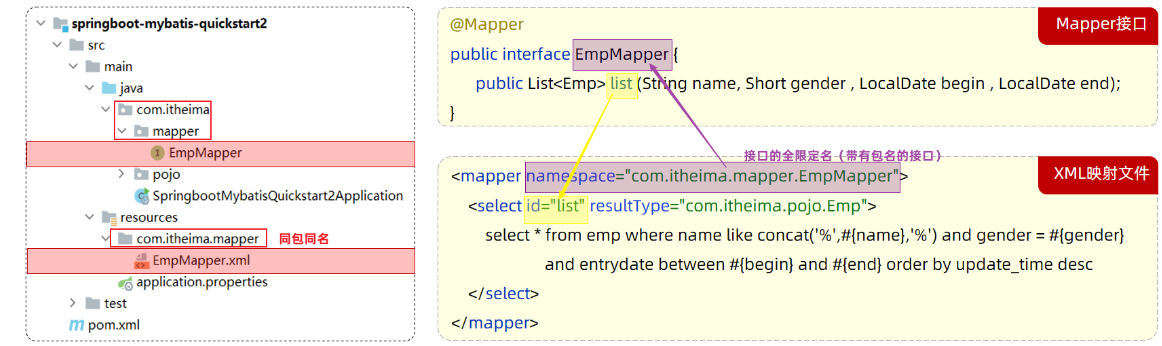 springboot-mybatis-quickstart2
src
main
java
com.itheima
mapper
EmpMapper
pojo
SpringbootMybatisQuickstart2Application
resources
com.itheima.mapper 同包同名
EmpMapper.xml
application.properties
test
pom.xml
Mapper接口
@Mapper
public interface EmpMapper {
public List<Emp> list (String name, Short gender , LocalDate begin , LocalDate end);
}
接口的全限定名（带有包名的接口）
XML映射文件
<mapper namespace="com.itheima.mapper.EmpMapper">
<select id="list" resultType="com.itheima.pojo.Emp">
select * from emp where name like concat('%',#{name},'%') and gender = #{gender}
and entrydate between #{begin} and #{end} order by update_time desc
</select>
</mapper>